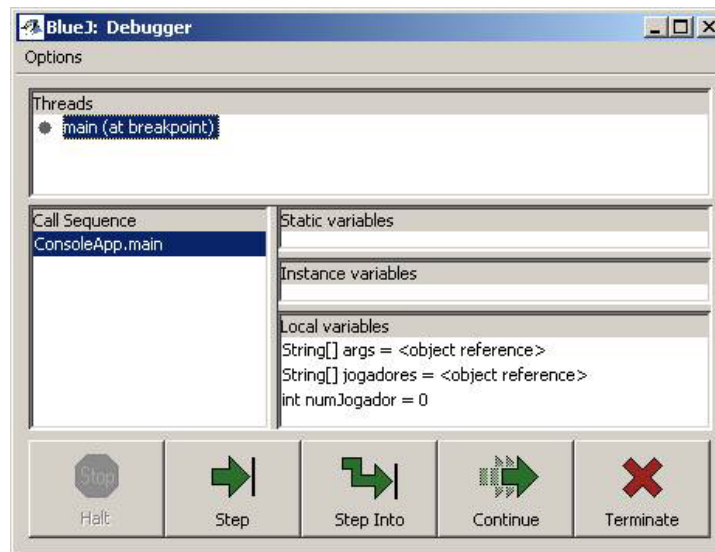 BlueJ: Debugger
Options
Threads
main (at breakpoint)
Call Sequence
ConsoleApp.main
Static variables
Instance variables
Local variables
String[] args = <object reference>
String[] jogadores = <object reference>
int numJogador = 0
Stop
Halt
Step
Step Into
Continue
Terminate